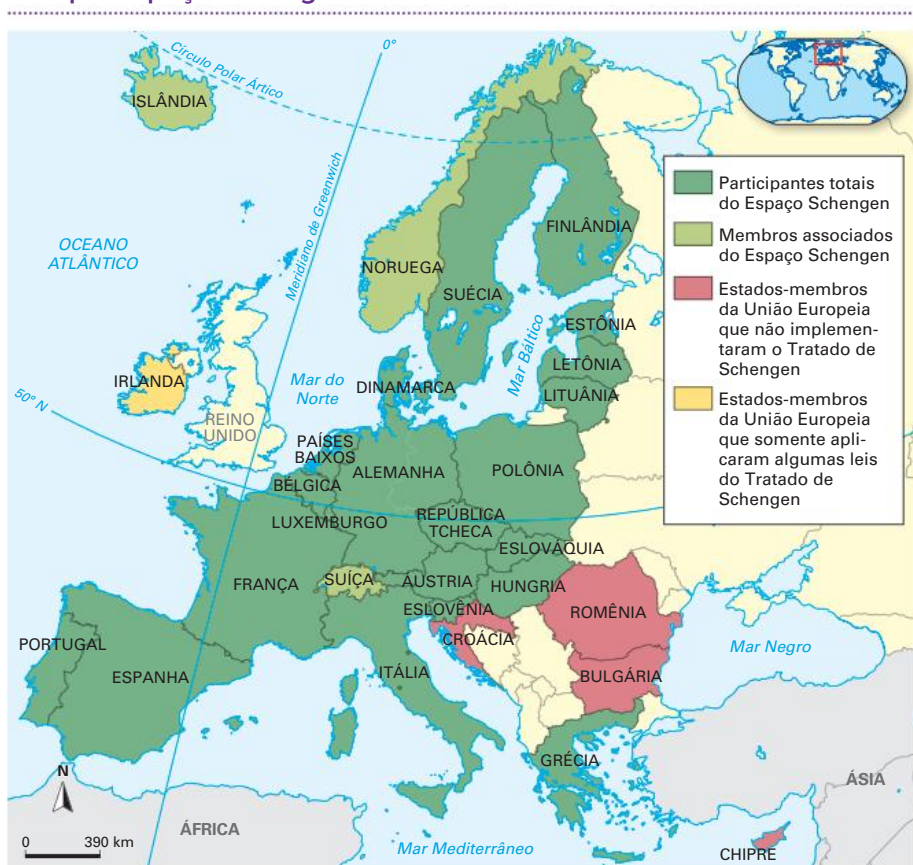 Círculo Polar Ártico
0°
ISLÂNDIA
Meridiano de Greenwich
OCEANO
ATLÂNTICO
NORUEGA
SUÉCIA
FINLÂNDIA
Participantes totais
do Espaço Schengen
Membros associados
do Espaço Schengen
Estados-membros
da União Europeia
que não implemen-
taram o Tratado de
Schengen
Estados-membros
da União Europeia
que somente apli-
caram algumas leis
do Tratado de
Schengen
ESTÔNIA
Mar Báltico
LETÔNIA
LITUÂNIA
IRLANDA
Mar do
Norte
DINAMARCA
50° N
REINO
UNIDO
PAÍSES
BAIXOS
ALEMANHA
POLÔNIA
BÉLGICA
LUXEMBURGO
REPÚBLICA
TCHECA
ESLOVÁQUIA
FRANÇA
SUÍÇA
ÁUSTRIA
HUNGRIA
ESLOVÊNIA
ROMÊNIA
CROÁCIA
PORTUGAL
ESPANHA
ITÁLIA
BULGÁRIA
Mar Negro
GRÉCIA
N
0 390 km
ÁFRICA
Mar Mediterrâneo
ÁSIA
CHIPRE